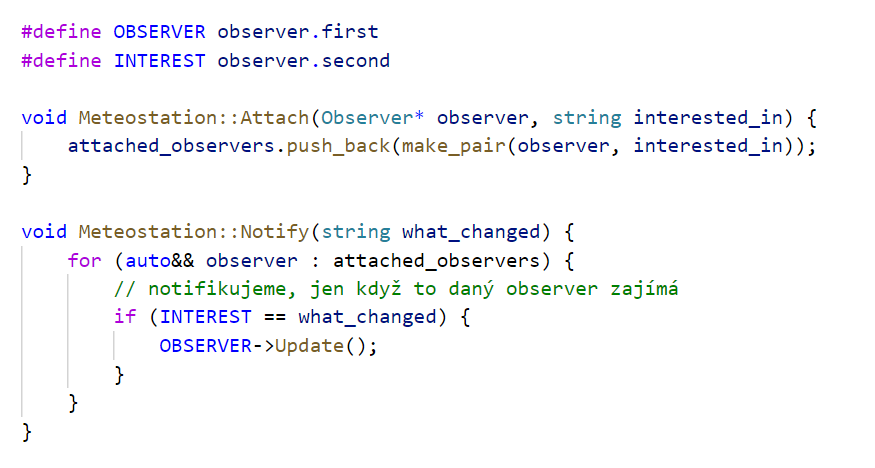 #define OBSERVER observer.first
#define INTEREST observer.second
void Meteostation::Attach(Observer* observer, string interested_in) {
attached_observers.push_back(make_pair(observer, interested_in));
}
void Meteostation::Notify(string what_changed) {
for (auto&& observer : attached_observers) {
// notifikujeme, jen když to daný observer zajímá
if (INTEREST == what_changed) {
OBSERVER->Update();
}
}
}